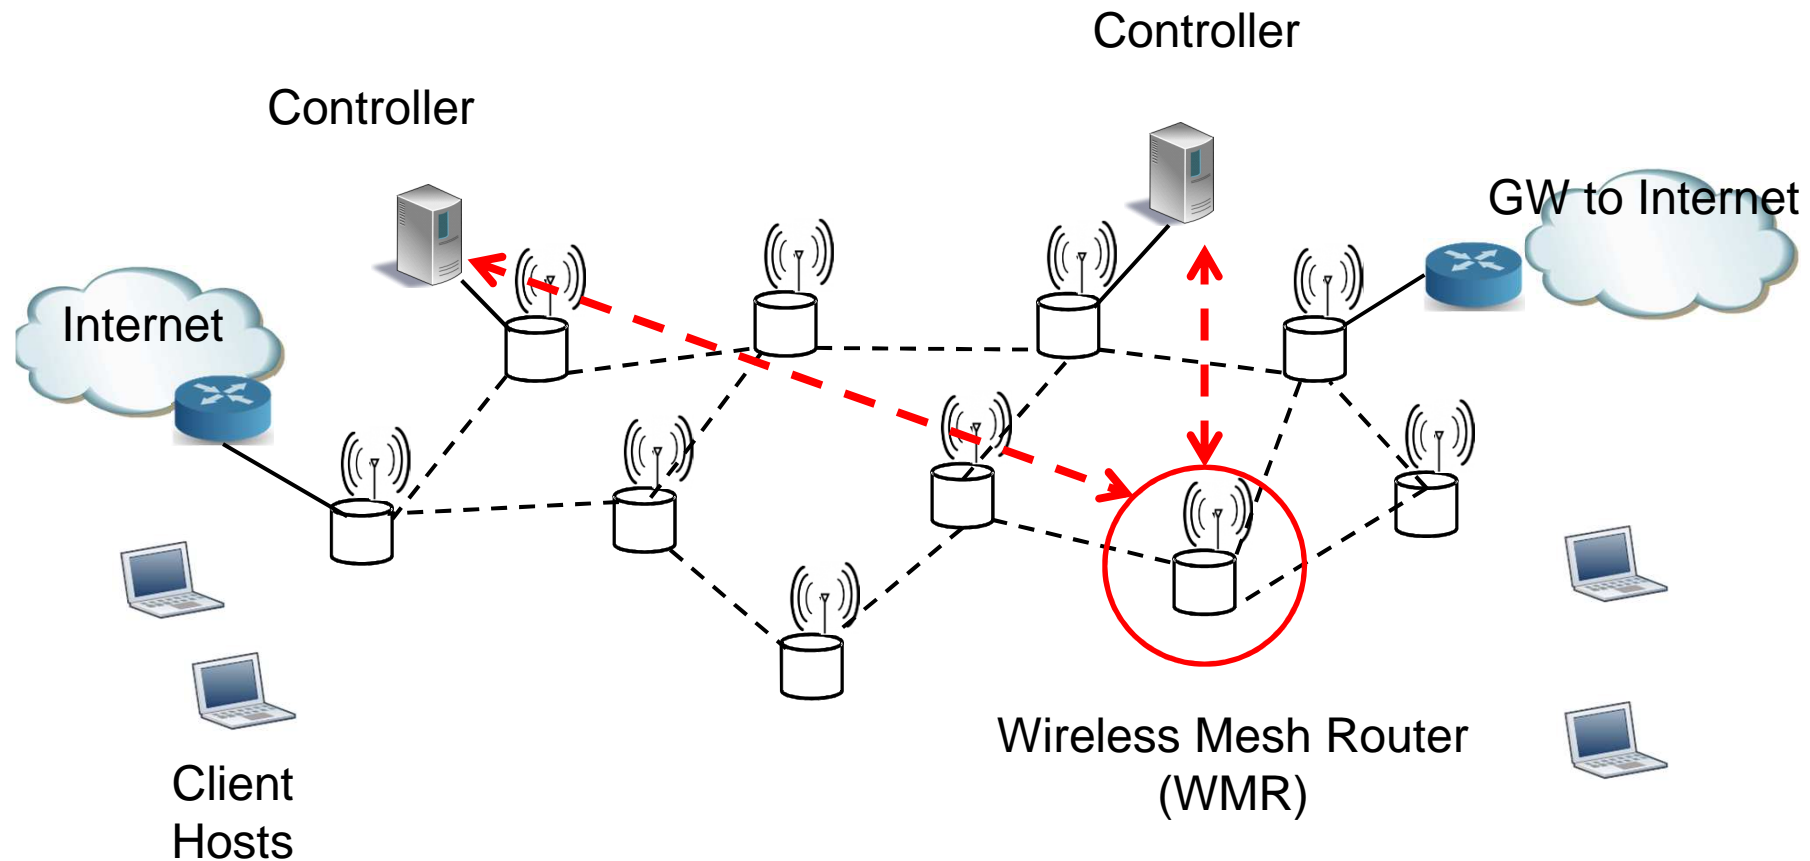 Controller
Controller
GW to Internet
Internet
Wireless Mesh Router
(WMR)
Client
Hosts